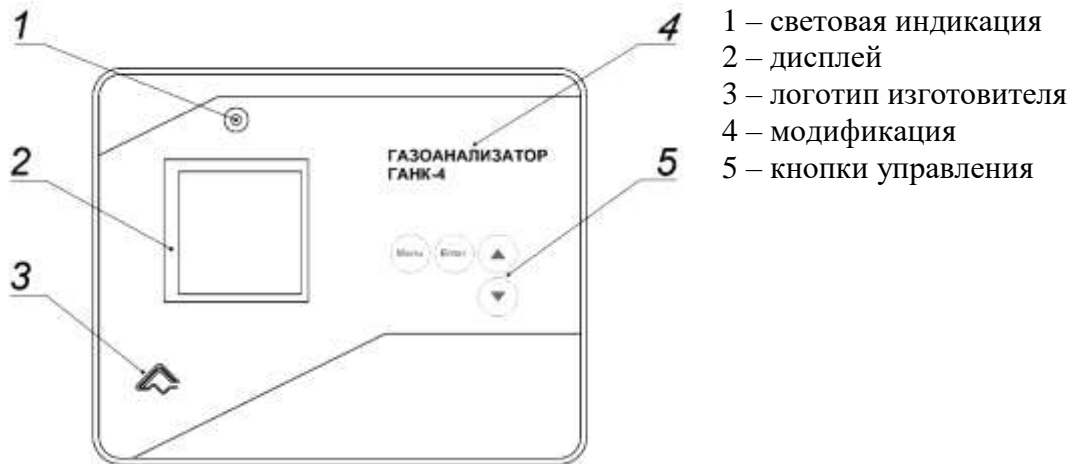 1
4
1 – световая индикация
2 – дисплей
3 – логотип изготовителя
4 – модификация
5 – кнопки управления
ГАЗОАНАЛИЗАТОР
ГАНК-4
2
5
Menu Enter
3